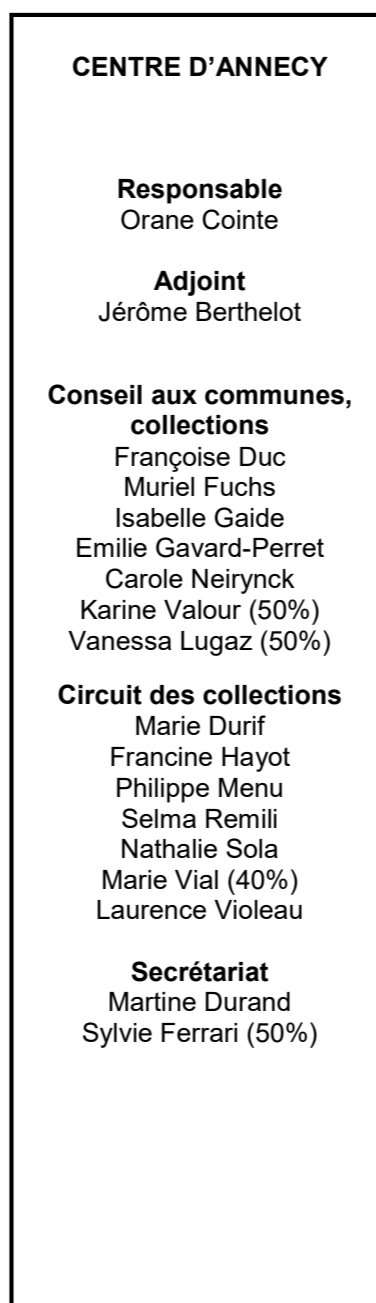 CENTRE D'ANNECY
Responsable
Orane Cointe
Adjoint
Jérôme Berthelot
Conseil aux communes,
collections
Françoise Duc
Muriel Fuchs
Isabelle Gaide
Emilie Gavard-Perret
Carole Neirynck
Karine Valour (50%)
Vanessa Lugaz (50%)
Circuit des collections
Marie Durif
Francine Hayot
Philippe Menu
Selma Remili
Nathalie Sola
Marie Vial (40%)
Laurence Violeau
Secrétariat
Martine Durand
Sylvie Ferrari (50%)